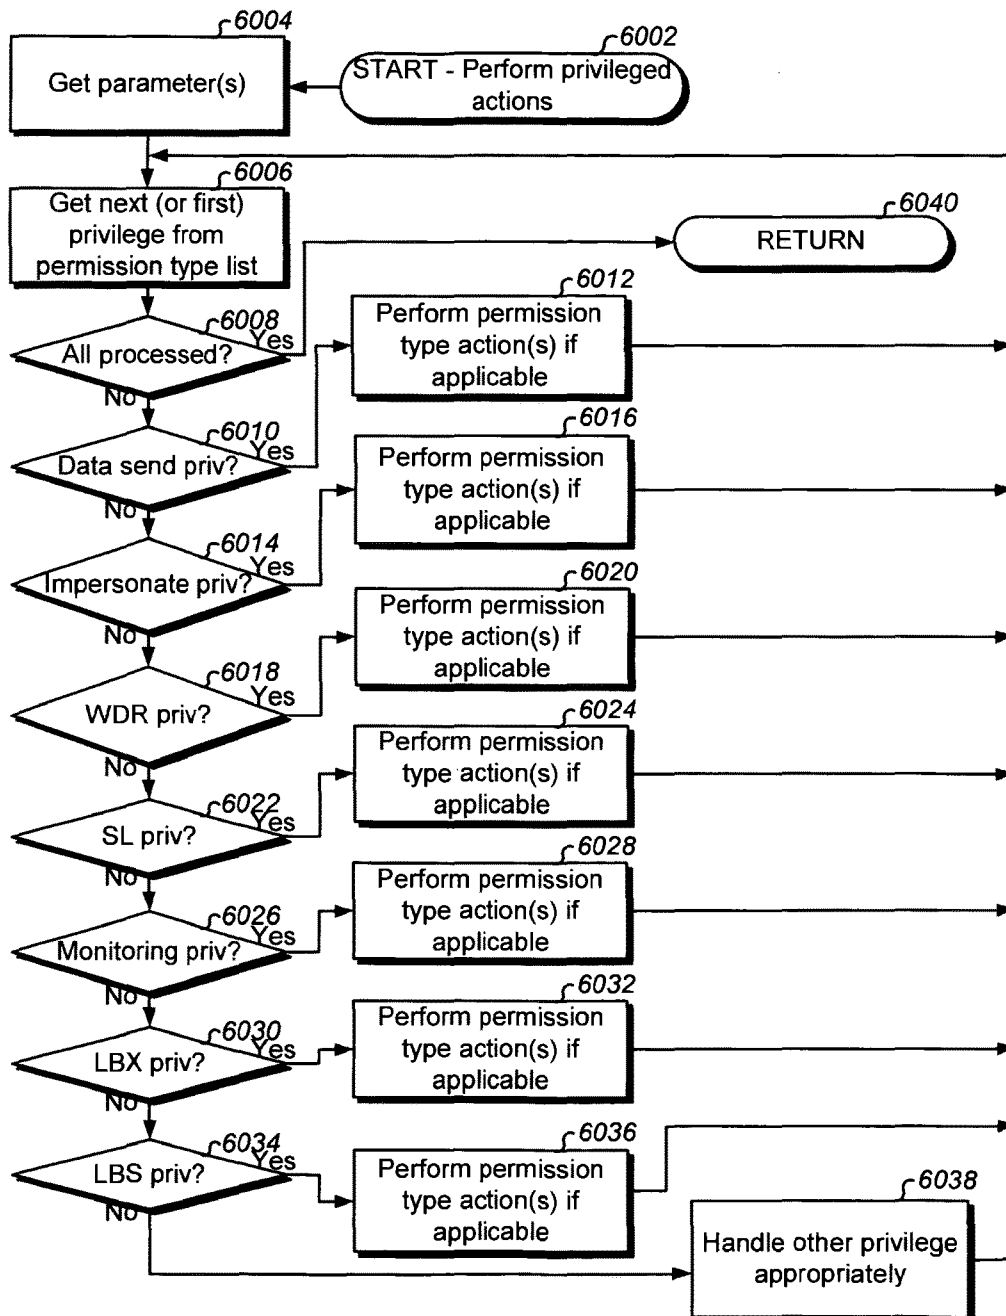 6004
6002
Get parameter(s)
START - Perform privileged
actions
6006
Get next (or first)
privilege from
permission type list
6040
RETURN
6008
All processed?
Yes
No
6012
Perform permission
type action(s) if
applicable
6010
Data send priv?
Yes
No
6016
Perform permission
type action(s) if
applicable
6014
Impersonate priv?
Yes
No
6020
Perform permission
type action(s) if
applicable
6018
WDR priv?
Yes
No
6024
Perform permission
type action(s) if
applicable
6022
SL priv?
Yes
No
6028
Perform permission
type action(s) if
applicable
6026
Monitoring priv?
Yes
No
6032
Perform permission
type action(s) if
applicable
6030
LBX priv?
Yes
No
6036
Perform permission
type action(s) if
applicable
6034
LBS priv?
Yes
No
6038
Handle other privilege
appropriately